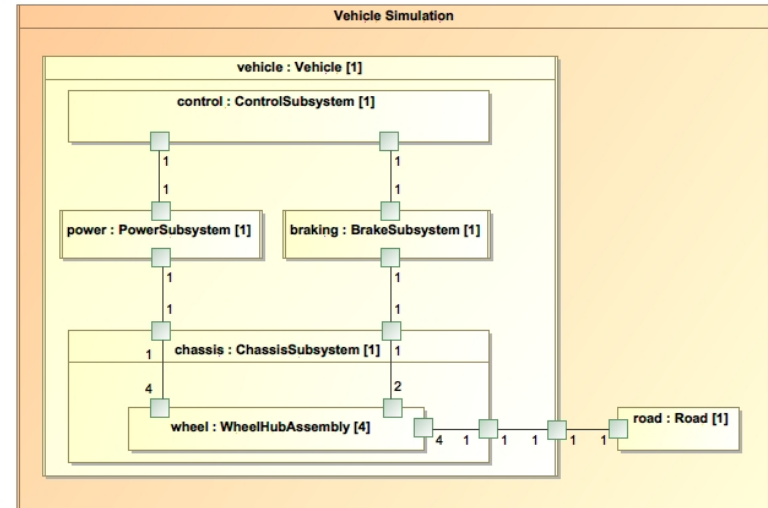 Vehicle Simulation
vehicle : Vehicle [1]
control : ControlSubsystem [1]
1 1
1 1
power : PowerSubsystem [1] braking : BrakeSubsystem [1]
1 1
1 1
1 chassis : ChassisSubsystem [1] 1
4 2
wheel : WheelHubAssembly [4] road : Road [1]
4 1 1 1 1 1